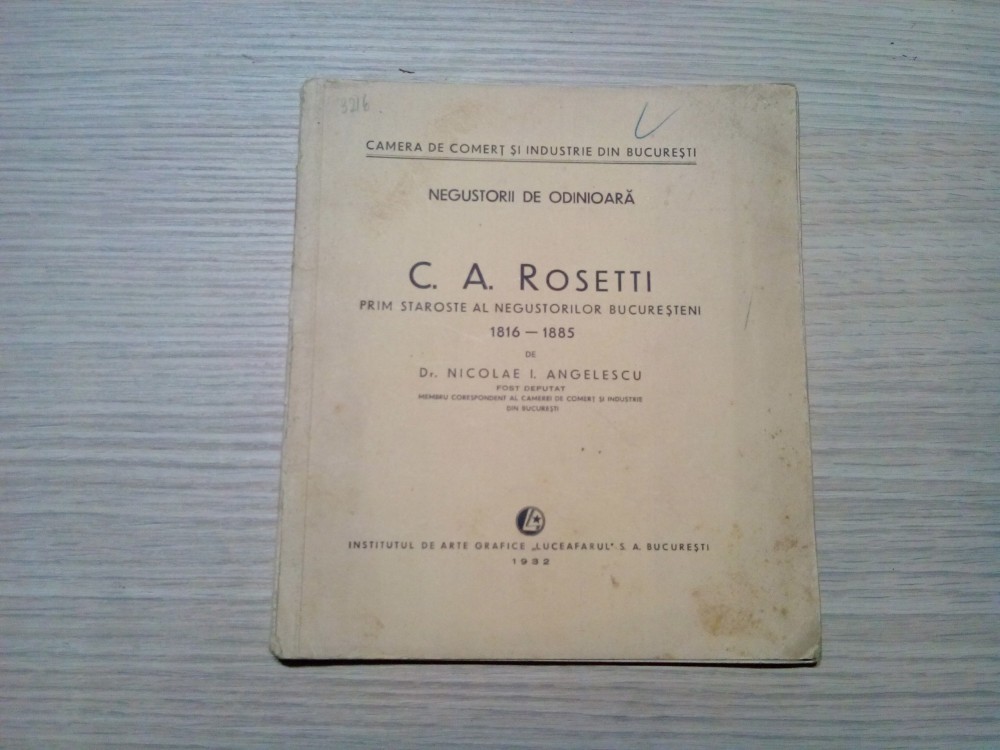 3216
CAMERA DE COMERȚ ȘI INDUSTRIE DIN BUCUREȘTI
NEGUSTORII DE ODINIOARĂ
C. A. ROSETTI
PRIM STAROSTE AL NEGUSTORILOR BUCUREȘTENI
1816 — 1885
DE
Dr. NICOLAE I. ANGELESCU
FOST DEPUTAT
MEMBRU CORESPONDENT AL CAMEREI DE COMERȚ ȘI INDUSTRIE
DIN BUCUREȘTI
INSTITUTUL DE ARTE GRAFICE „LUCEAFARUL" S. A. BUCUREȘTI
1932